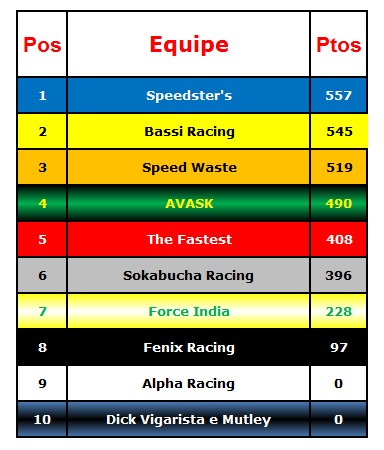 Pos Equipe Ptos
1 Speedster's 557
2 Bassi Racing 545
3 Speed Waste 519
4 AVASK 490
5 The Fastest 408
6 Sokabucha Racing 396
7 Force India 228
8 Fenix Racing 97
9 Alpha Racing 0
10 Dick Vigarista e Mutley 0